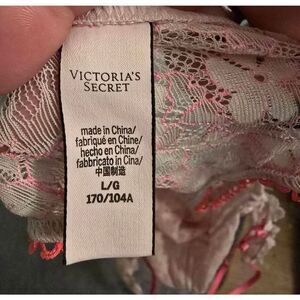 VICTORIA'S
SECRET
made in China/
fabriqué en Chine/
hecho en China/
fabbricato in Cina/
中国制造
L/G
170/104A